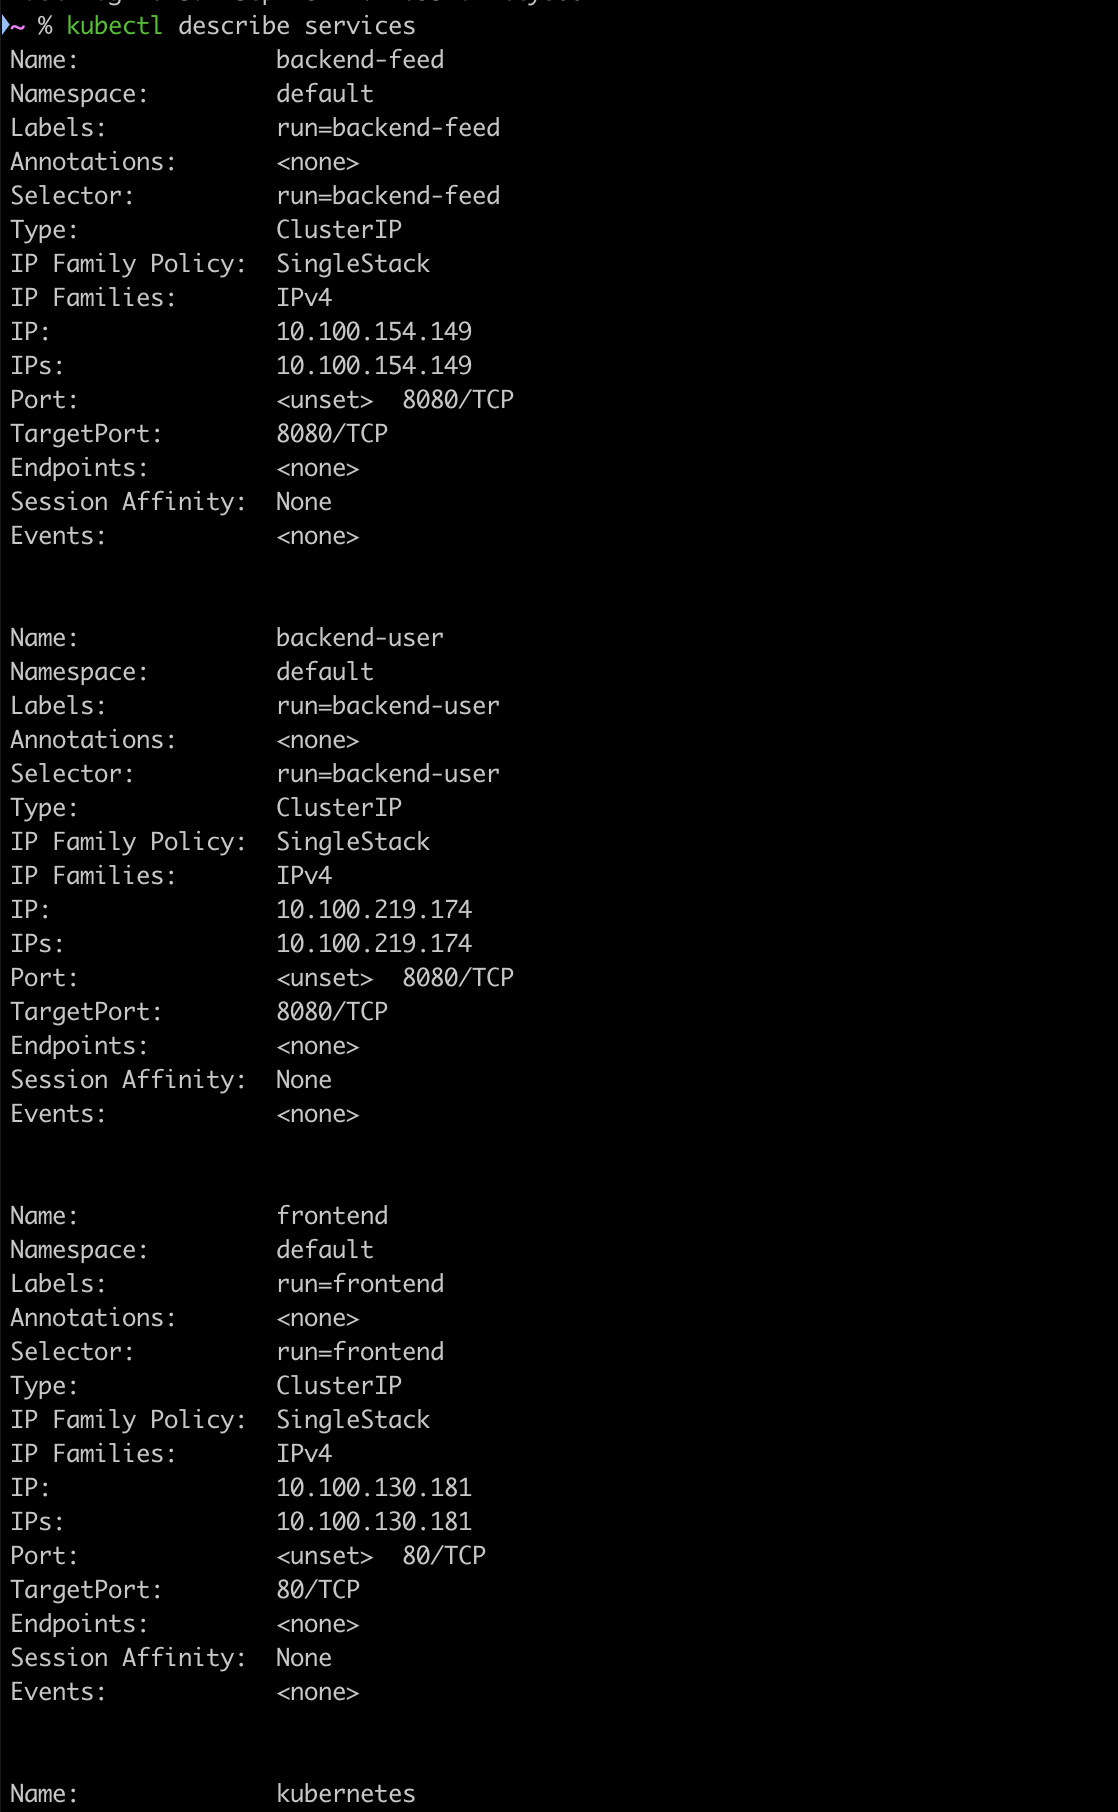 ~ % kubectl describe services
Name:              backend-feed
Namespace:         default
Labels:            run=backend-feed
Annotations:       <none>
Selector:          run=backend-feed
Type:              ClusterIP
IP Family Policy:  SingleStack
IP Families:       IPv4
IP:                10.100.154.149
IPs:               10.100.154.149
Port:              <unset>  8080/TCP
TargetPort:        8080/TCP
Endpoints:         <none>
Session Affinity:  None
Events:            <none>
Name:              backend-user
Namespace:         default
Labels:            run=backend-user
Annotations:       <none>
Selector:          run=backend-user
Type:              ClusterIP
IP Family Policy:  SingleStack
IP Families:       IPv4
IP:                10.100.219.174
IPs:               10.100.219.174
Port:              <unset>  8080/TCP
TargetPort:        8080/TCP
Endpoints:         <none>
Session Affinity:  None
Events:            <none>
Name:              frontend
Namespace:         default
Labels:            run=frontend
Annotations:       <none>
Selector:          run=frontend
Type:              ClusterIP
IP Family Policy:  SingleStack
IP Families:       IPv4
IP:                10.100.130.181
IPs:               10.100.130.181
Port:              <unset>  80/TCP
TargetPort:        80/TCP
Endpoints:         <none>
Session Affinity:  None
Events:            <none>
Name:              kubernetes